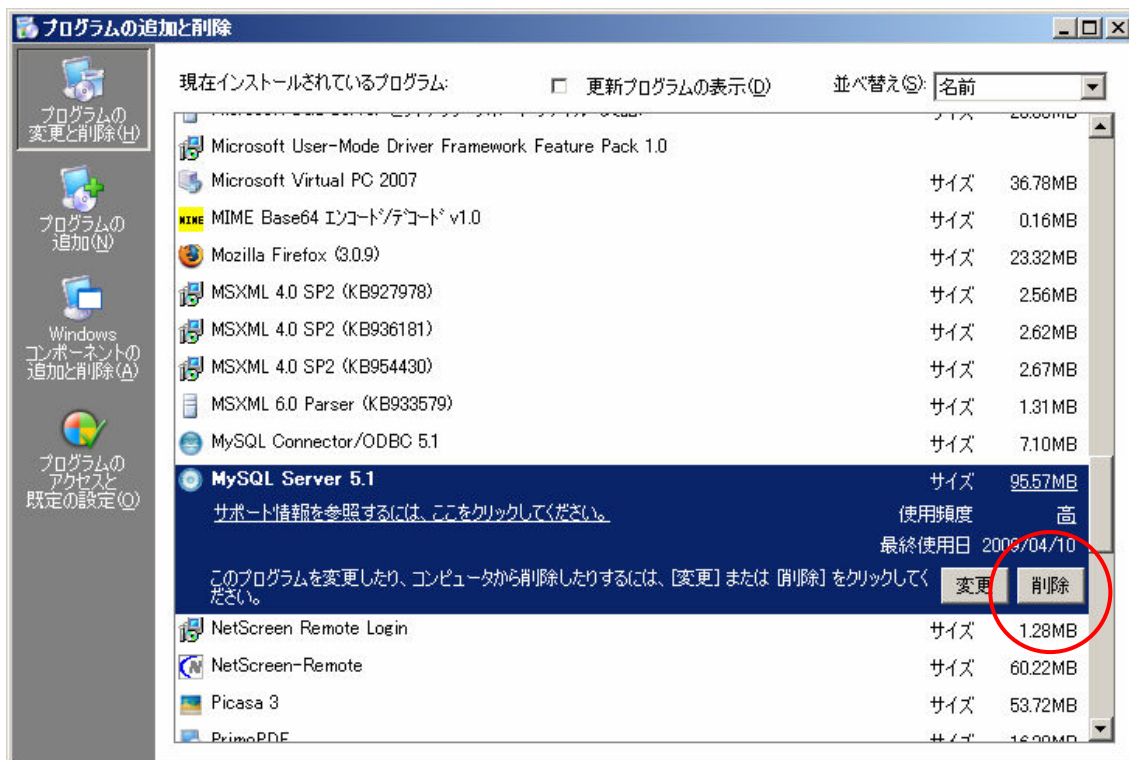 プログラムの追加と削除
プログラムの
変更と削除(H)
プログラムの
追加(N)
Windows
コンポーネントの
追加と削除(A)
プログラムの
アクセスと
既定の設定(O)
現在インストールされているプログラム:
更新プログラムの表示(D)
並べ替え(S):
名前
Microsoft User-Mode Driver Framework Feature Pack 1.0
Microsoft Virtual PC 2007 サイズ 36.78MB
MIME MIME Base64 エンコード/デコード v1.0 サイズ 0.16MB
Mozilla Firefox (3.0.9) サイズ 23.32MB
MSXML 4.0 SP2 (KB927978) サイズ 2.56MB
MSXML 4.0 SP2 (KB936181) サイズ 2.62MB
MSXML 4.0 SP2 (KB954430) サイズ 2.67MB
MSXML 6.0 Parser (KB933579) サイズ 1.31MB
MySQL Connector/ODBC 5.1 サイズ 7.10MB
MySQL Server 5.1 サイズ 95.57MB
サポート情報を参照するには、ここをクリックしてください。 使用頻度 高
最終使用日 2009/04/10
このプログラムを変更したり、コンピュータから削除したりするには、[変更] または [削除] をクリックしてく
ださい。
変更 削除
NetScreen Remote Login サイズ 1.28MB
NetScreen-Remote サイズ 60.22MB
Picasa 3 サイズ 53.72MB
PrimoPDF サイズ